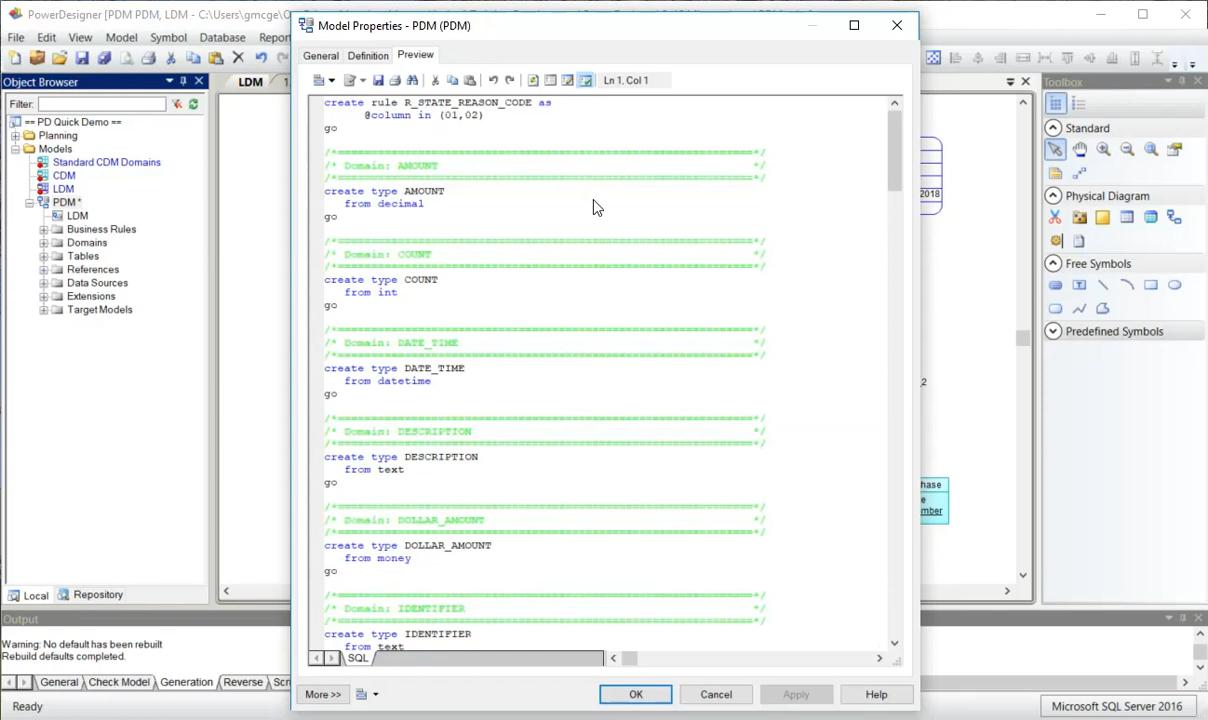 PowerDesigner [PDM PDM, LDM - C:\Users\gmcge\O
File Edit View Model Symbol Database Repor
Object Browser
Filter:
== PD Quick Demo ==
Planning
Models
Standard CDM Domains
CDM
LDM
PDM *
LDM
Business Rules
Domains
Tables
References
Data Sources
Extensions
Target Models
Local Repository
LDM
Model Properties - PDM (PDM)
General Definition Preview
Ln 1, Col 1
create rule R_STATE_REASON_CODE as
@column in (01,02)
go
/*================================================================*/
/* Domain: AMOUNT */
/*================================================================*/
create type AMOUNT
from decimal
go
/*================================================================*/
/* Domain: COUNT */
/*================================================================*/
create type COUNT
from int
go
/*================================================================*/
/* Domain: DATE_TIME */
/*================================================================*/
create type DATE_TIME
from datetime
go
/*================================================================*/
/* Domain: DESCRIPTION */
/*================================================================*/
create type DESCRIPTION
from text
go
/*================================================================*/
/* Domain: DOLLAR_AMOUNT */
/*================================================================*/
create type DOLLAR_AMOUNT
from money
go
/*================================================================*/
/* Domain: IDENTIFIER */
/*================================================================*/
create type IDENTIFIER
from text
SQL
More >> OK Cancel Apply Help
2018
_2
hase
e
mber
Toolbox
Standard
Physical Diagram
Free Symbols
Predefined Symbols
Output
Warning: No default has been rebuilt
Rebuild defaults completed.
General Check Model Generation Reverse Scr
Ready
Microsoft SQL Server 2016